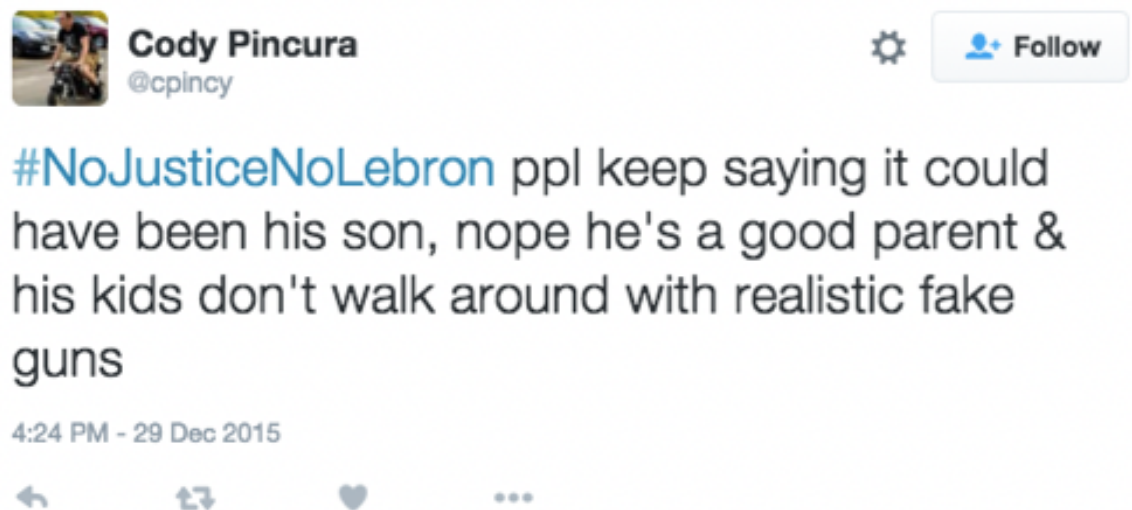 Cody Pincura
@cpincy
Follow
#NoJusticeNoLebron ppl keep saying it could
have been his son, nope he's a good parent &
his kids don't walk around with realistic fake
guns
4:24 PM - 29 Dec 2015